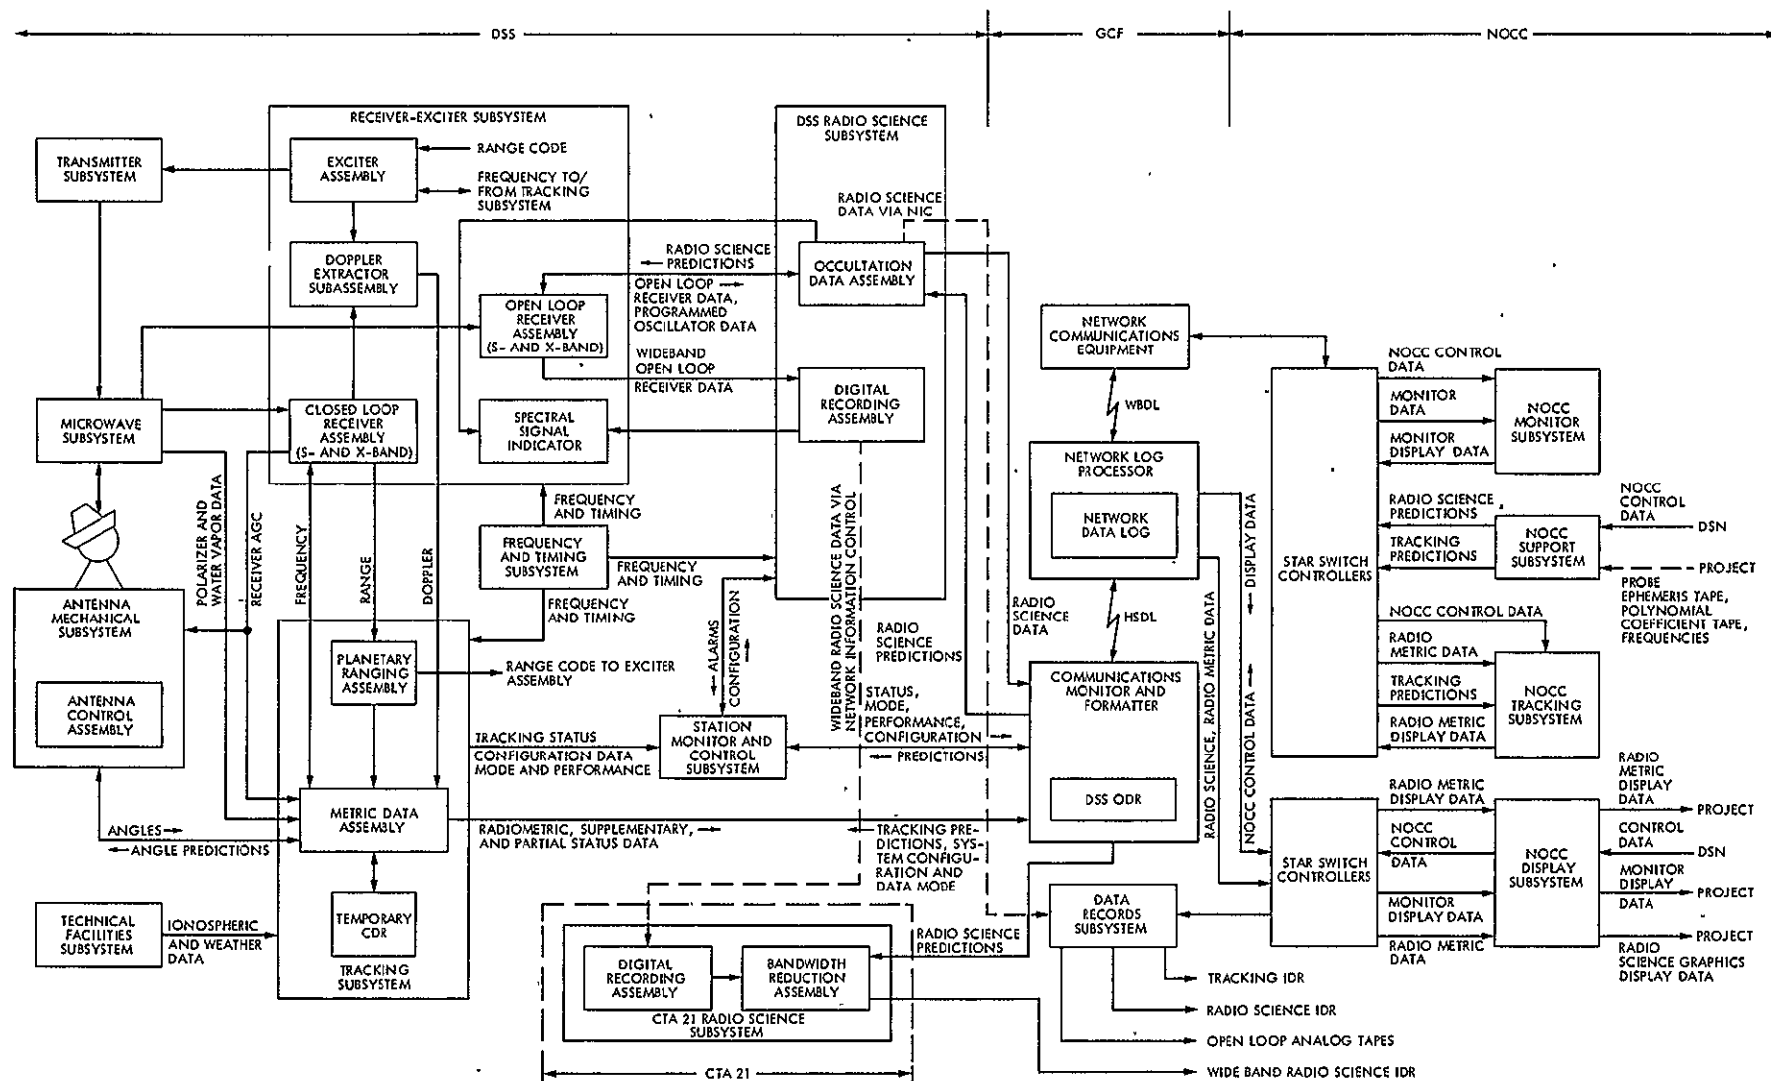 DSS
GCF
NOCC
RECEIVER-EXCITER SUBSYSTEM
DSS RADIO SCIENCE
SUBSYSTEM
TRANSMITTER
SUBSYSTEM
EXCITER
ASSEMBLY
RANGE CODE
FREQUENCY TO/
FROM TRACKING
SUBSYSTEM
RADIO SCIENCE
DATA VIA NIC
DOPPLER
EXTRACTOR
SUBASSEMBLY
RADIO SCIENCE
PREDICTIONS
OCCULTATION
DATA ASSEMBLY
OPEN LOOP
RECEIVER DATA,
PROGRAMMED
OSCILLATOR DATA
OPEN LOOP
RECEIVER
ASSEMBLY
(S- AND X-BAND)
WIDEBAND
OPEN LOOP
RECEIVER DATA
NETWORK
COMMUNICATIONS
EQUIPMENT
NOCC CONTROL
DATA
MONITOR
DATA
MONITOR
DISPLAY DATA
NOCC
MONITOR
SUBSYSTEM
MICROWAVE
SUBSYSTEM
CLOSED LOOP
RECEIVER
ASSEMBLY
(S- AND X-BAND)
SPECTRAL
SIGNAL
INDICATOR
DIGITAL
RECORDING
ASSEMBLY
WBDL
NETWORK LOG
PROCESSOR
NETWORK
DATA LOG
STAR SWITCH
CONTROLLERS
RADIO SCIENCE
PREDICTIONS
TRACKING
PREDICTIONS
NOCC
SUPPORT
SUBSYSTEM
NOCC
CONTROL
DATA
DSN
PROJECT
PROBE
EPHEMERIS TAPE,
POLYNOMIAL
COEFFICIENT TAPE,
FREQUENCIES
POLARIZER AND
WATER VAPOR DATA
RECEIVER AGC
FREQUENCY
RANGE
DOPPLER
FREQUENCY
AND TIMING
FREQUENCY
AND TIMING
SUBSYSTEM
FREQUENCY
AND TIMING
FREQUENCY
AND TIMING
WIDEBAND RADIO SCIENCE DATA VIA
NETWORK INFORMATION CONTROL
HSDL
DISPLAY DATA
NOCC CONTROL DATA
RADIO SCIENCE, RADIO METRIC DATA
ANTENNA
MECHANICAL
SUBSYSTEM
ANTENNA
CONTROL
ASSEMBLY
PLANETARY
RANGING
ASSEMBLY
RANGE CODE TO EXCITER
ASSEMBLY
ALARMS
CONFIGURATION
RADIO
SCIENCE
PREDICTIONS
RADIO
SCIENCE
DATA
COMMUNICATIONS
MONITOR AND
FORMATTER
DSS ODR
NOCC CONTROL DATA
RADIO
METRIC DATA
TRACKING
PREDICTIONS
RADIO METRIC
DISPLAY DATA
NOCC
TRACKING
SUBSYSTEM
TRACKING STATUS
CONFIGURATION DATA
MODE AND PERFORMANCE
STATION
MONITOR AND
CONTROL
SUBSYSTEM
STATUS,
MODE,
PERFORMANCE,
CONFIGURATION
PREDICTIONS
METRIC DATA
ASSEMBLY
ANGLES
ANGLE PREDICTIONS
RADIOMETRIC, SUPPLEMENTARY,
AND PARTIAL STATUS DATA
TRACKING PRE-
DICTIONS, SYS-
TEM CONFIGU-
RATION AND
DATA MODE
STAR SWITCH
CONTROLLERS
RADIO METRIC
DISPLAY DATA
NOCC
CONTROL
DATA
MONITOR
DISPLAY DATA
RADIO METRIC
DATA
NOCC
DISPLAY
SUBSYSTEM
RADIO
METRIC
DISPLAY
DATA
PROJECT
CONTROL
DATA
DSN
MONITOR DISPLAY
DATA
PROJECT
PROJECT
RADIO
SCIENCE GRAPHICS
DISPLAY DATA
TECHNICAL
FACILITIES
SUBSYSTEM
IONOSPHERIC
AND WEATHER
DATA
TEMPORARY
CDR
TRACKING
SUBSYSTEM
RADIO SCIENCE
PREDICTIONS
DATA
RECORDS
SUBSYSTEM
DIGITAL
RECORDING
ASSEMBLY
BANDWIDTH
REDUCTION
ASSEMBLY
CTA 21 RADIO SCIENCE
SUBSYSTEM
CTA 21
TRACKING IDR
RADIO SCIENCE IDR
OPEN LOOP ANALOG TAPES
WIDE BAND RADIO SCIENCE IDR